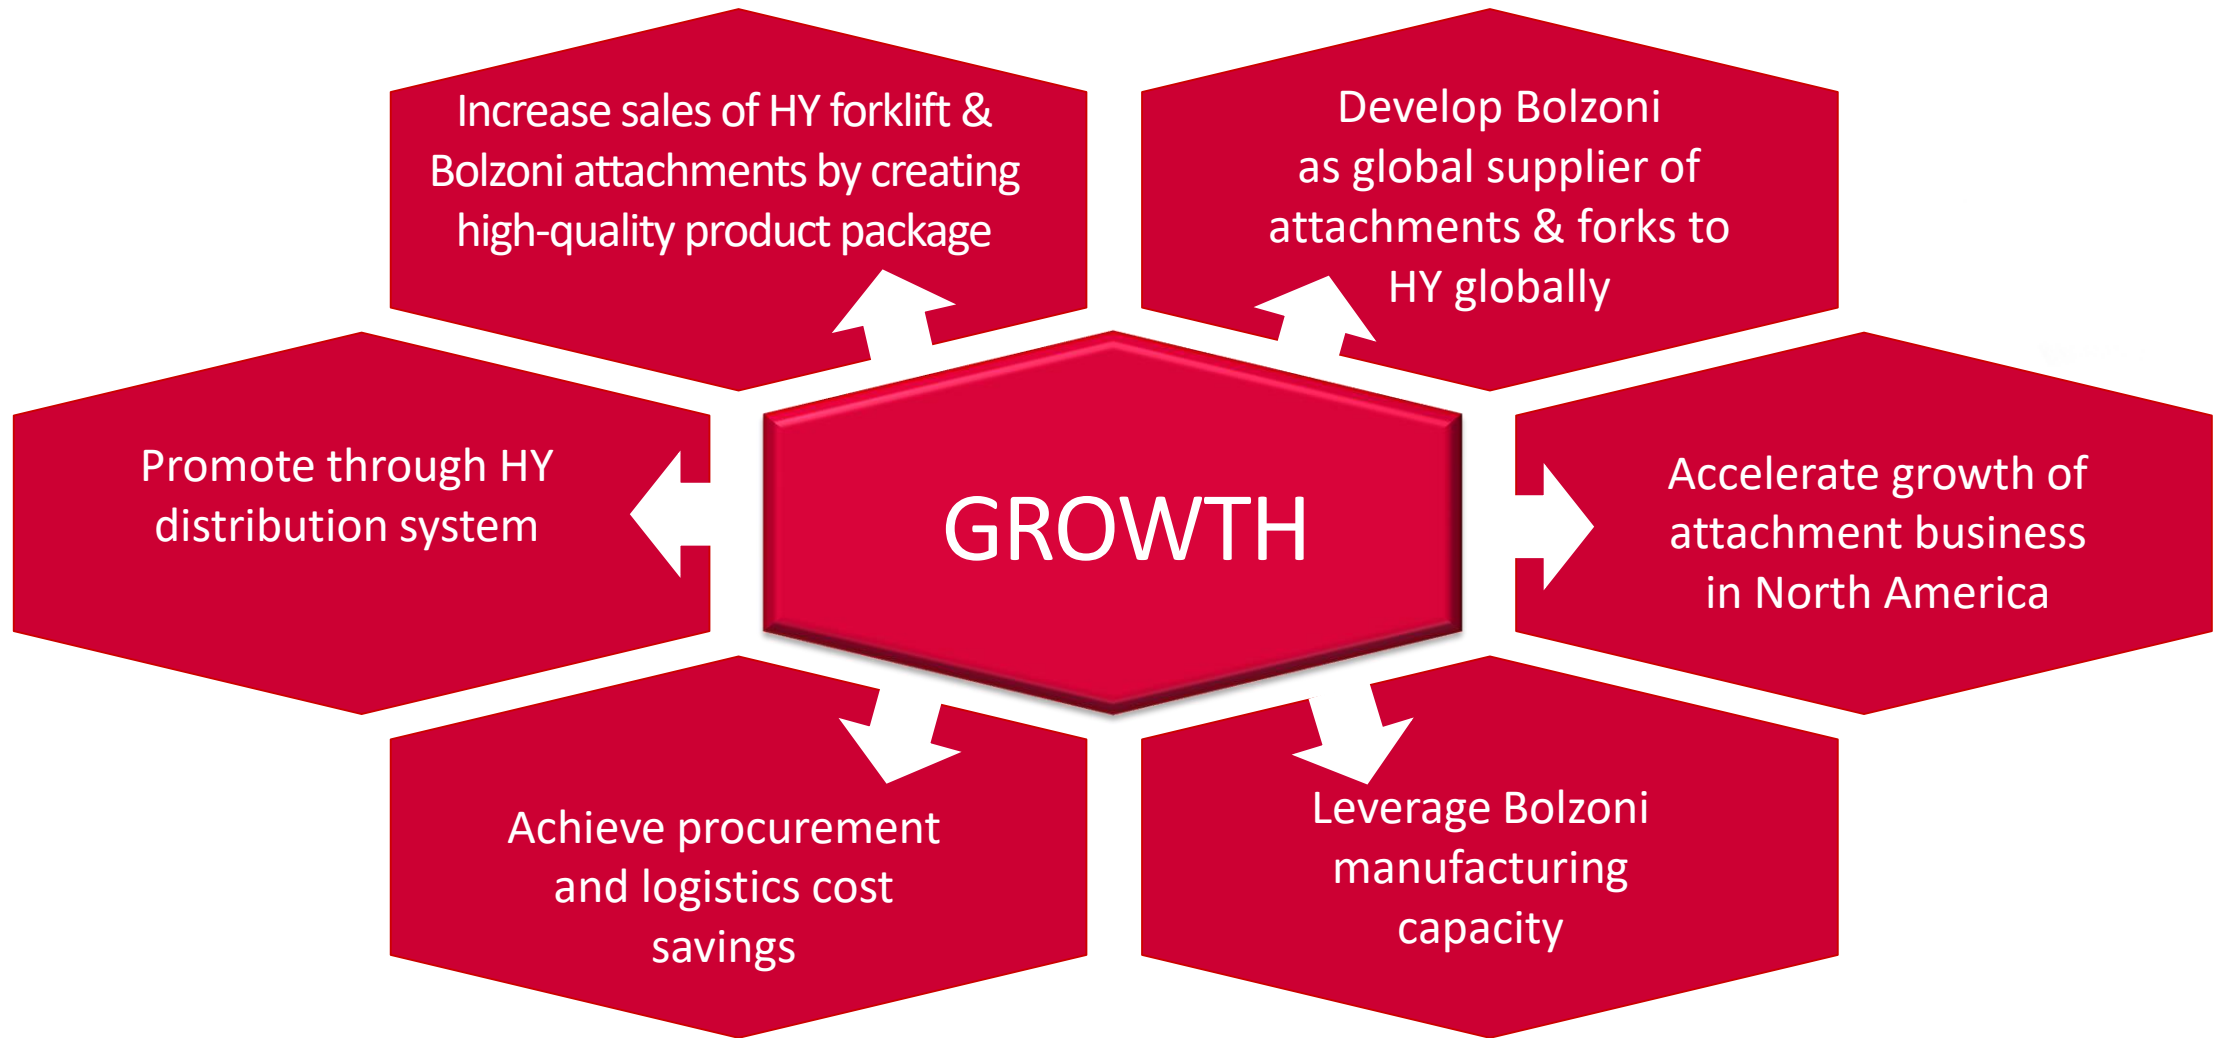 Increase sales of HY forklift &
Bolzoni attachments by creating
high-quality product package
Develop Bolzoni
as global supplier of
attachments & forks to
HY globally
Promote through HY
distribution system
GROWTH
Accelerate growth of
attachment business
in North America
Achieve procurement
and logistics cost
savings
Leverage Bolzoni
manufacturing
capacity